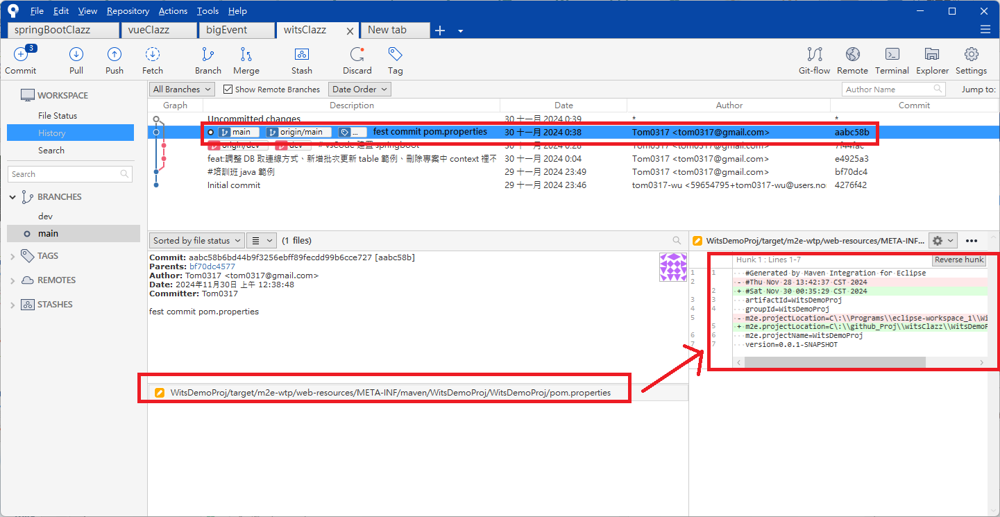 File Edit View Repository Actions Tools Help
springBootClazz vueClazz bigEvent witsClazz New tab
3
Commit Pull Push Fetch Branch Merge Stash Discard Tag Git-flow Remote Terminal Explorer Settings
WORKSPACE
File Status
History
Search
Search
BRANCHES
dev
main
TAGS
REMOTES
STASHES
All Branches Show Remote Branches Date Order Author Name Jump to:
Graph Description Date Author Commit
Uncommitted changes 30 十一月 2024 0:39 * *
main origin/main ... fest commit pom.properties 30 十一月 2024 0:38 Tom0317 <tom0317@gmail.com> aabc58b
origin/dev dev # vsCode 建置 springboot 30 十一月 2024 0:28 Tom0317 <tom0317@gmail.com> 7f44fac
feat:調整 DB 取連線方式、新增批次更新 table 範例、刪除專案中 context 裡不 30 十一月 2024 0:04 Tom0317 <tom0317@gmail.com> e4925a3
#培訓班 java 範例 29 十一月 2024 23:49 Tom0317 <tom0317@gmail.com> bf70dc4
Initial commit 29 十一月 2024 23:46 tom0317-wu <59654795+tom0317-wu@users.no 4276f42
Sorted by file status (1 files)
Commit: aabc58b6bd44b9f3256ebff89fecdd99b6cce727 [aabc58b]
Parents: bf70dc4577
Author: Tom0317 <tom0317@gmail.com>
Date: 2024年11月30日 上午 12:38:48
Committer: Tom0317
fest commit pom.properties
WitsDemoProj/target/m2e-wtp/web-resources/META-INF/maven/WitsDemoProj/WitsDemoProj/pom.properties
WitsDemoProj/target/m2e-wtp/web-resources/META-INF...
Hunk 1 : Lines 1-7 Reverse hunk
1 1 #Generated by Maven Integration for Eclipse
2 - #Thu Nov 28 13:42:37 CST 2024
2 + #Sat Nov 30 00:35:29 CST 2024
3 3 artifactId=WitsDemoProj
4 4 groupId=WitsDemoProj
5 - m2e.projectLocation=C\:\\Programs\\eclipse-workspace_1\\Wi
5 + m2e.projectLocation=C\:\\github_Proj\\witsClazz\\WitsDemoP
6 6 m2e.projectName=WitsDemoProj
7 7 version=0.0.1-SNAPSHOT